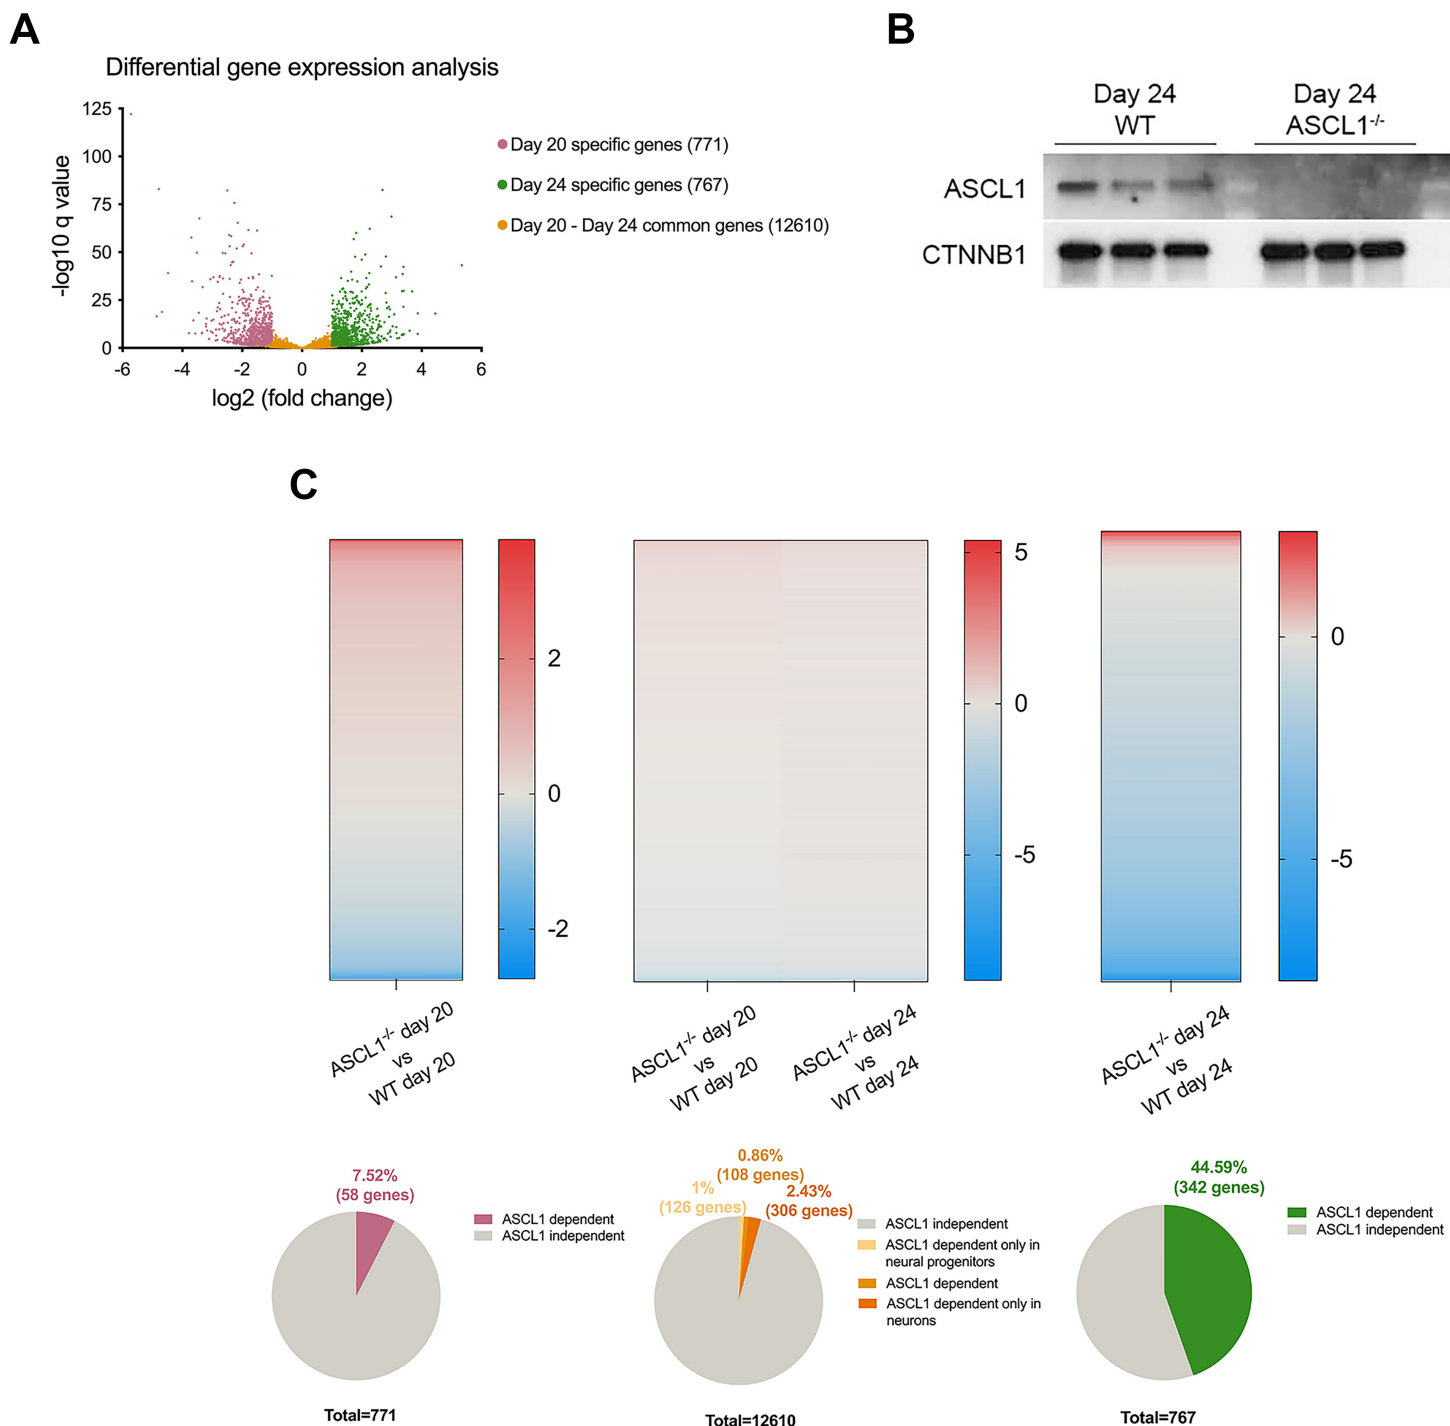 A
Differential gene expression analysis
125
100
75
50
25
0
-log10 q value
-6
-4
-2
0
2
4
6
log2 (fold change)
Day 20 specific genes (771)
Day 24 specific genes (767)
Day 20 - Day 24 common genes (12610)
B
Day 24
WT
Day 24
ASCL1-/-
ASCL1
CTNNB1
C
2
0
-2
ASCL1-/- day 20
vs
WT day 20
5
0
-5
ASCL1-/- day 20
vs
WT day 20
ASCL1-/- day 24
vs
WT day 24
0
-5
ASCL1-/- day 24
vs
WT day 24
7.52%
(58 genes)
ASCL1 dependent
ASCL1 independent
Total=771
0.86%
(108 genes)
1%
(126 genes)
2.43%
(306 genes)
ASCL1 independent
ASCL1 dependent only in
neural progenitors
ASCL1 dependent
ASCL1 dependent only in
neurons
Total=12610
44.59%
(342 genes)
ASCL1 dependent
ASCL1 independent
Total=767